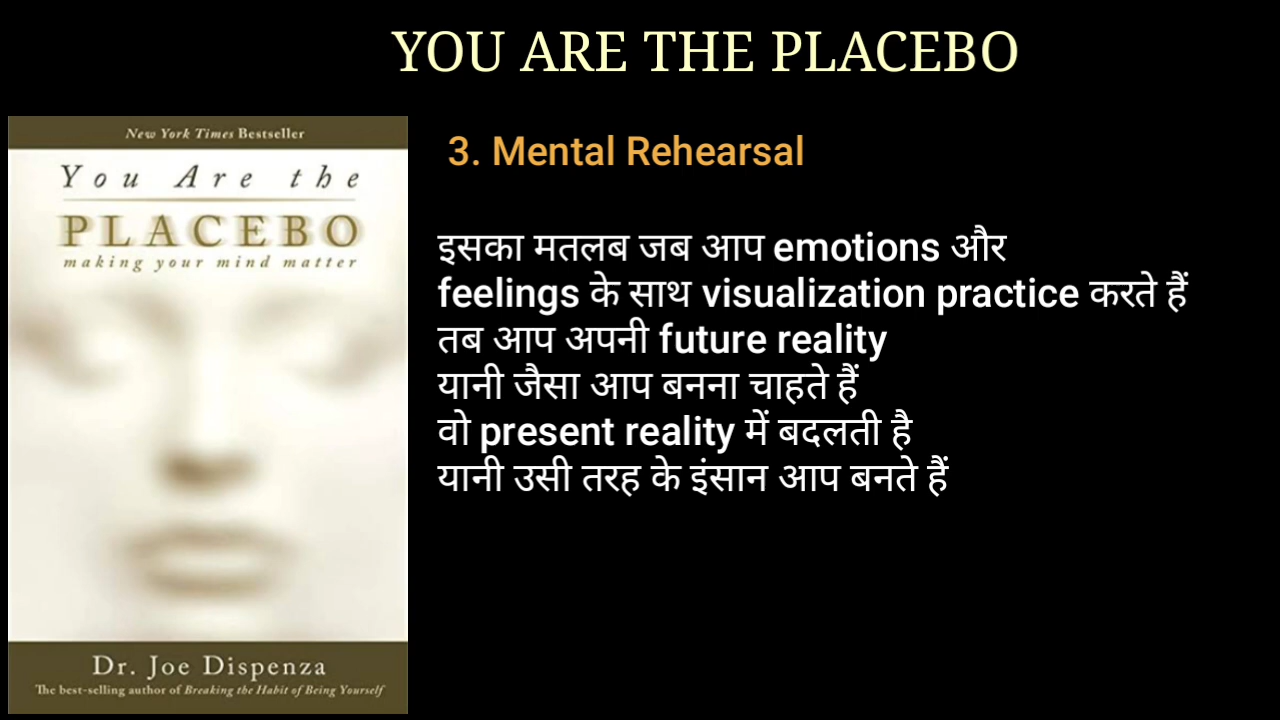 YOU ARE THE PLACEBO
New York Times Bestseller
You Are the
PLACEBO
making your mind matter
Dr. Joe Dispenza
The best-selling author of Breaking the Habit of Being Yourself
3. Mental Rehearsal
इसका मतलब जब आप emotions और
feelings के साथ visualization practice करते हैं
तब आप अपनी future reality
यानी जैसा आप बनना चाहते हैं
वो present reality में बदलती है
यानी उसी तरह के इंसान आप बनते हैं